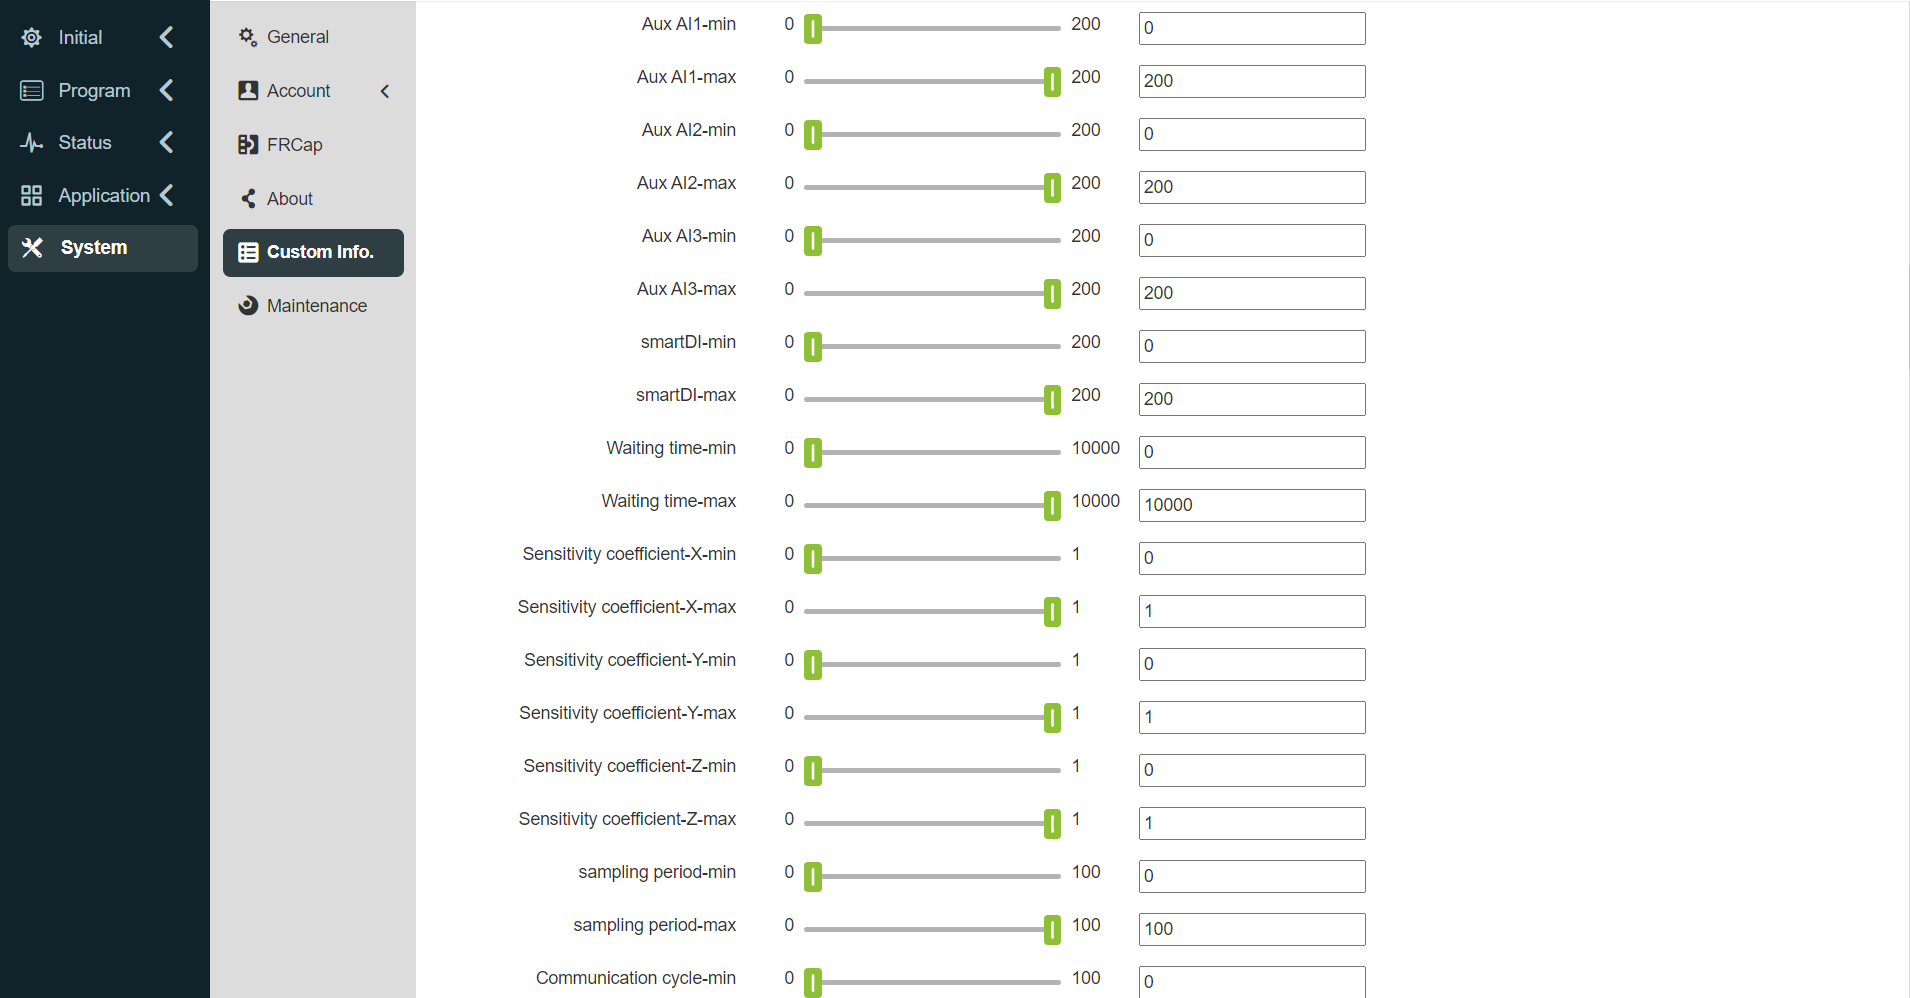 Initial
Program
Status
Application
System
General
Account
FRCap
About
Custom Info.
Maintenance
Aux AI1-min 0 200 0
Aux AI1-max 0 200 200
Aux AI2-min 0 200 0
Aux AI2-max 0 200 200
Aux AI3-min 0 200 0
Aux AI3-max 0 200 200
smartDI-min 0 200 0
smartDI-max 0 200 200
Waiting time-min 0 10000 0
Waiting time-max 0 10000 10000
Sensitivity coefficient-X-min 0 1 0
Sensitivity coefficient-X-max 0 1 1
Sensitivity coefficient-Y-min 0 1 0
Sensitivity coefficient-Y-max 0 1 1
Sensitivity coefficient-Z-min 0 1 0
Sensitivity coefficient-Z-max 0 1 1
sampling period-min 0 100 0
sampling period-max 0 100 100
Communication cycle-min 0 100 0